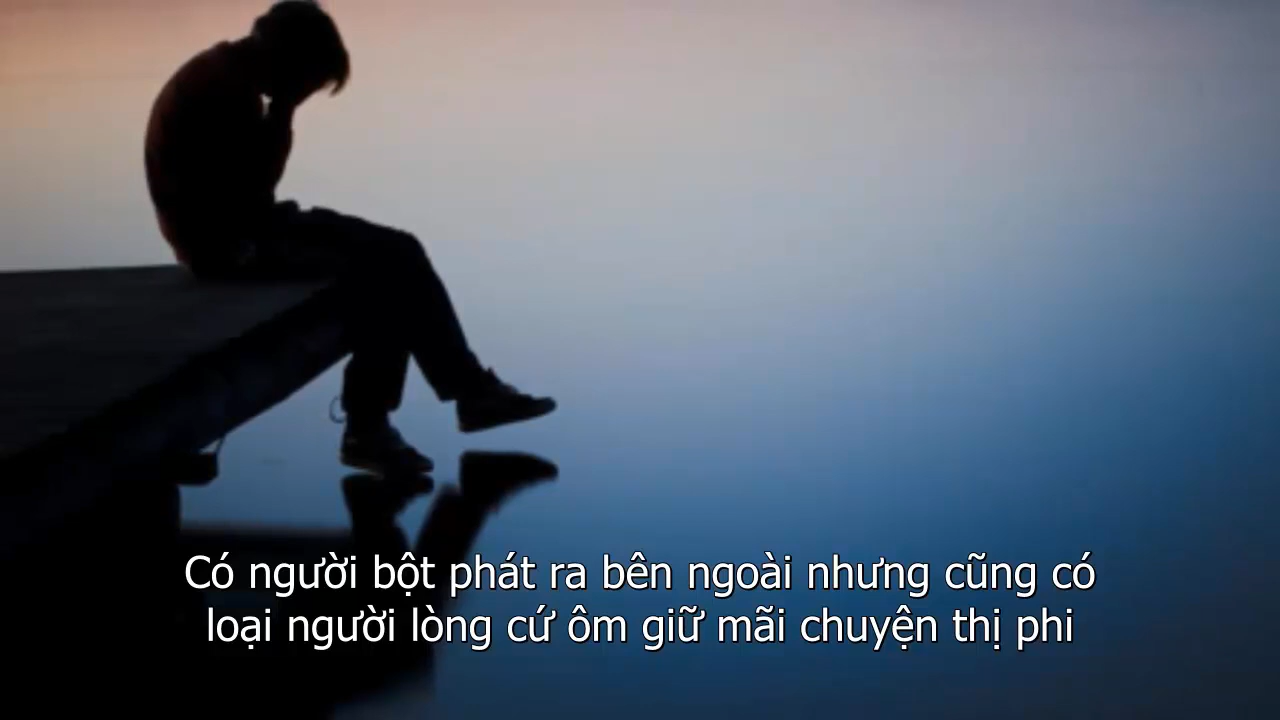 Có người bột phát ra bên ngoài nhưng cũng có
loại người lòng cứ ôm giữ mãi chuyện thị phi